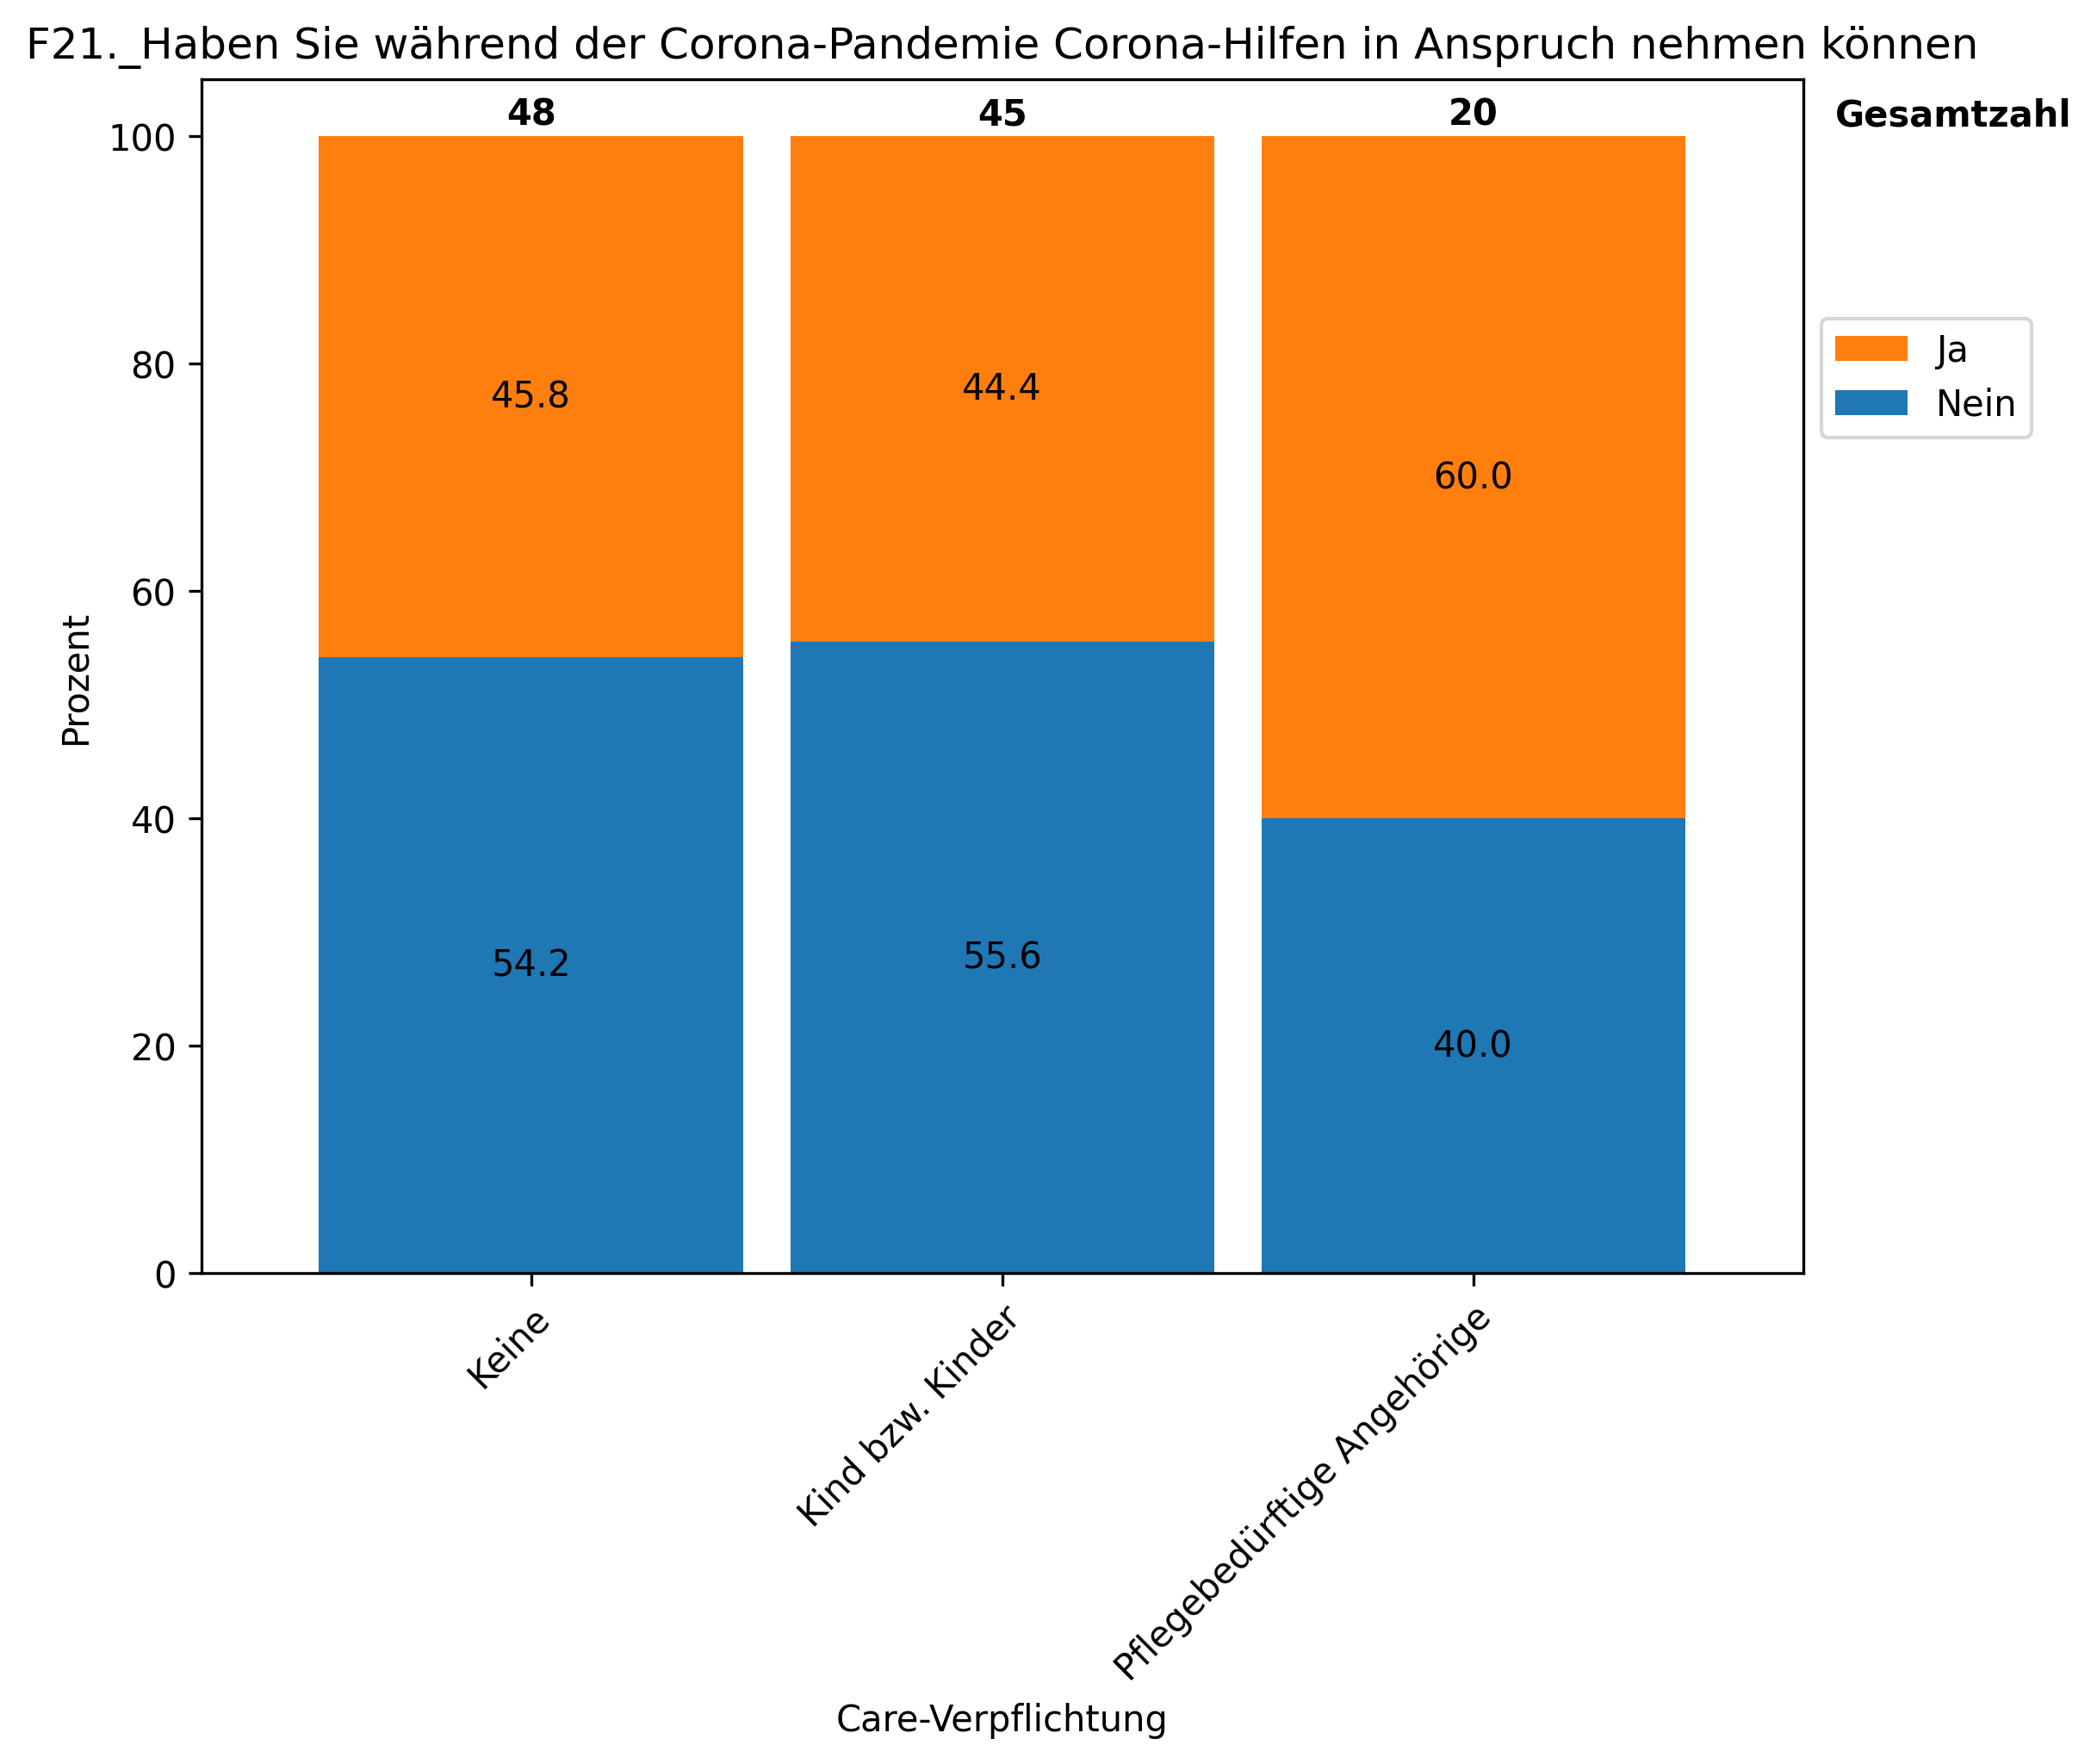 F21._Haben Sie während der Corona-Pandemie Corona-Hilfen in Anspruch nehmen können
48
45
20
Gesamtzahl
100
80
60
40
20
0
Prozent
45.8
44.4
60.0
54.2
55.6
40.0
Ja
Nein
Keine
Kind bzw. Kinder
Pflegebedürftige Angehörige
Care-Verpflichtung